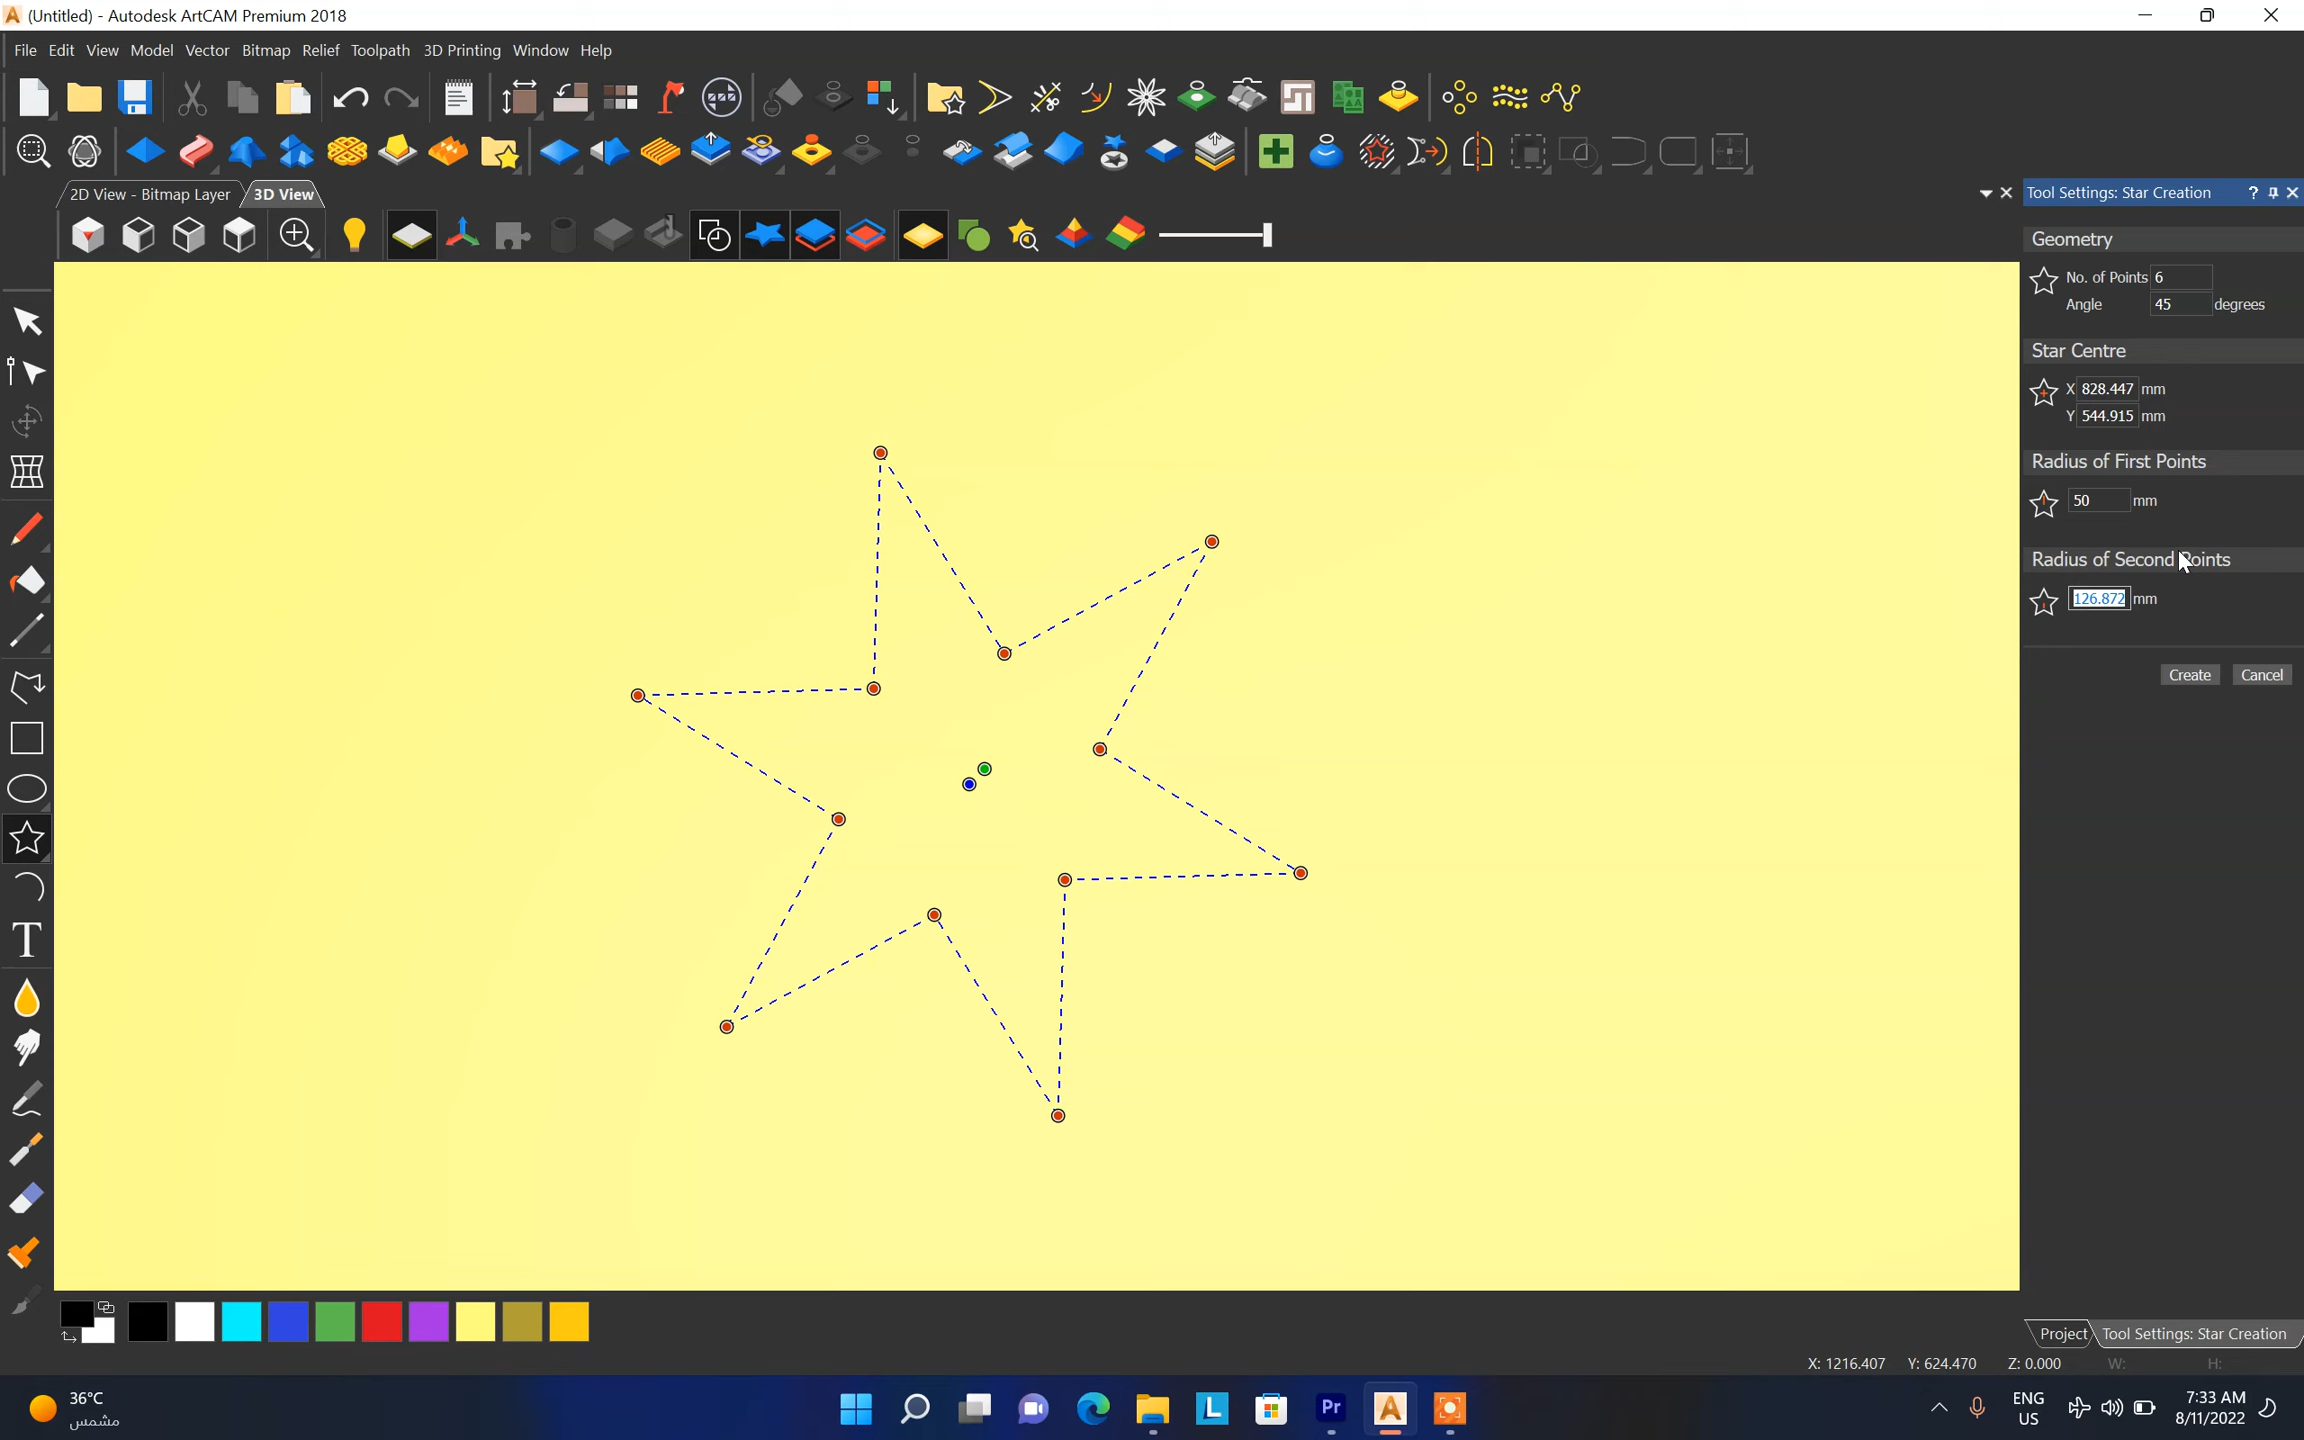 (Untitled) - Autodesk ArtCAM Premium 2018
File Edit View Model Vector Bitmap Relief Toolpath 3D Printing Window Help
2D View - Bitmap Layer 3D View
Tool Settings: Star Creation ?
Geometry
No. of Points 6
Angle 45 degrees
Star Centre
X 828.447 mm
Y 544.915 mm
Radius of First Points
50 mm
Radius of Second Points
126.872 mm
Create Cancel
Project Tool Settings: Star Creation
X: 1216.407 Y: 624.470 Z: 0.000 W: H:
36°C
مشمس
Pr
ENG
US
7:33 AM
8/11/2022